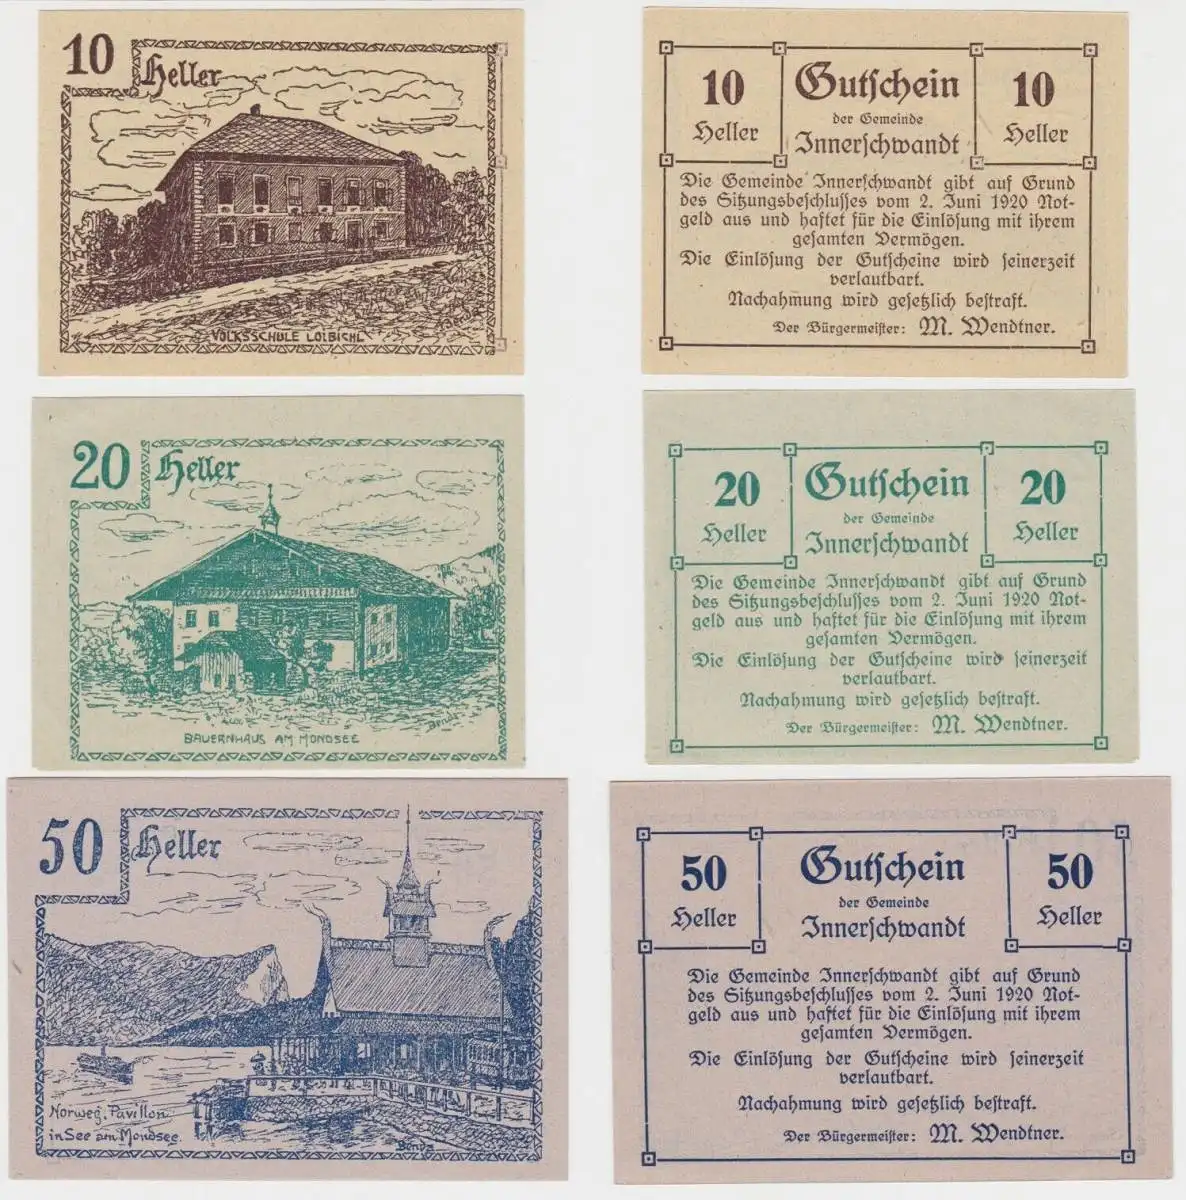 10
Heller
Benda
VOLKSSCHULE LOIBICHL
10
Heller
Gutschein
der Gemeinde
Innerschwandt
10
Heller
Die Gemeinde Innerschwandt gibt auf Grund
des Sitzungsbeschlusses vom 2. Juni 1920 Not-
geld aus und haftet für die Einlösung mit ihrem
gesamten Vermögen.
Die Einlösung der Gutscheine wird seinerzeit
verlautbart.
Nachahmung wird gesetzlich bestraft.
Der Bürgermeister: M. Wendtner.
20
Heller
Benda
BAUERNHAUS AM MONDSEE
20
Heller
Gutschein
der Gemeinde
Innerschwandt
20
Heller
Die Gemeinde Innerschwandt gibt auf Grund
des Sitzungsbeschlusses vom 2. Juni 1920 Not-
geld aus und haftet für die Einlösung mit ihrem
gesamten Vermögen.
Die Einlösung der Gutscheine wird seinerzeit
verlautbart.
Nachahmung wird gesetzlich bestraft.
Der Bürgermeister: M. Wendtner.
50
Heller
Norweg. Pavillon
in See am Mondsee.
Benda
50
Heller
Gutschein
der Gemeinde
Innerschwandt
50
Heller
Die Gemeinde Innerschwandt gibt auf Grund
des Sitzungsbeschlusses vom 2. Juni 1920 Not-
geld aus und haftet für die Einlösung mit ihrem
gesamten Vermögen.
Die Einlösung der Gutscheine wird seinerzeit
verlautbart.
Nachahmung wird gesetzlich bestraft.
Der Bürgermeister: M. Wendtner.